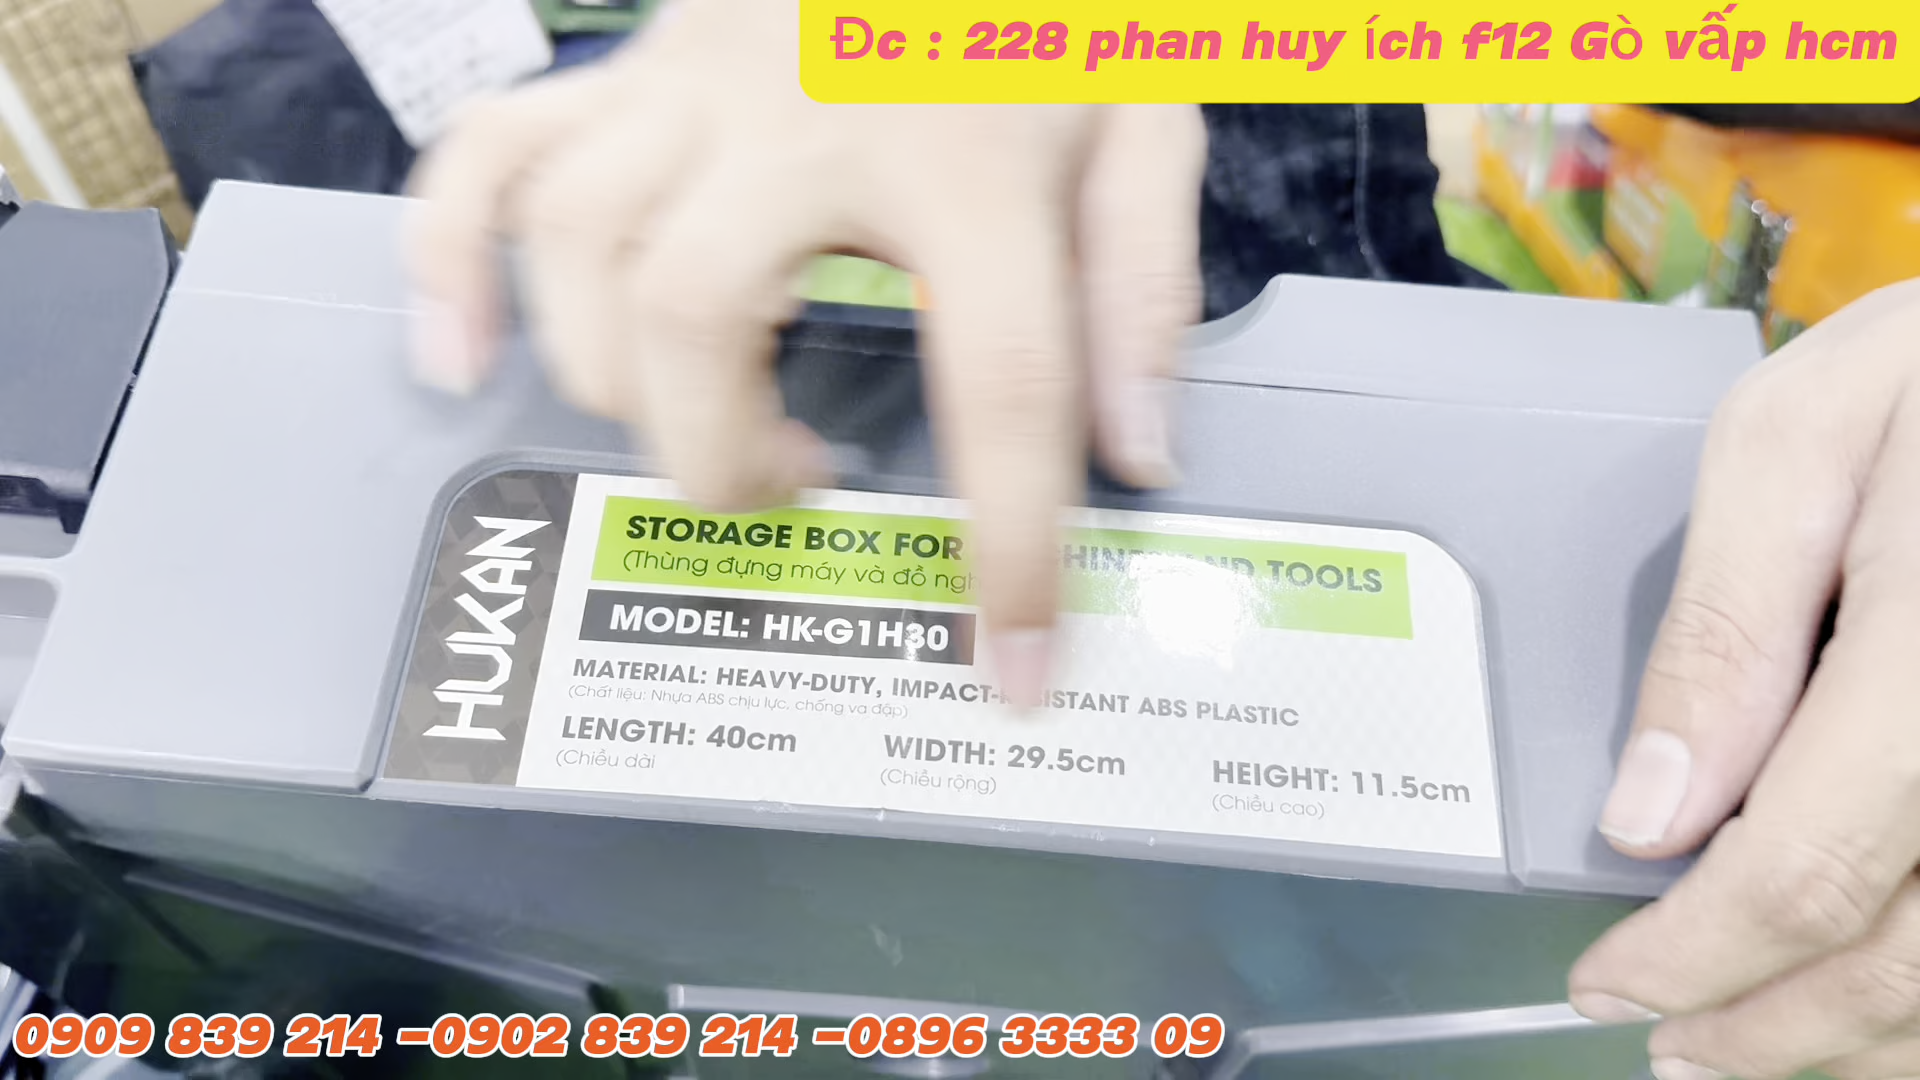 Đc : 228 phan huy ích f12 Gò vấp hcm
HUKAN
STORAGE BOX FOR AND TOOLS
(Thùng đựng máy và đồ
MODEL: HK-G1H30
MATERIAL: HEAVY-DUTY, IMPACT-RESISTANT ABS PLASTIC
(Chất liệu: Nhựa ABS chịu lực, chống va đập)
LENGTH: 40cm WIDTH: 29.5cm HEIGHT: 11.5cm
(Chiều dài (Chiều rộng) (Chiều cao)
0909 839 214 -0902 839 214 -0896 3333 09